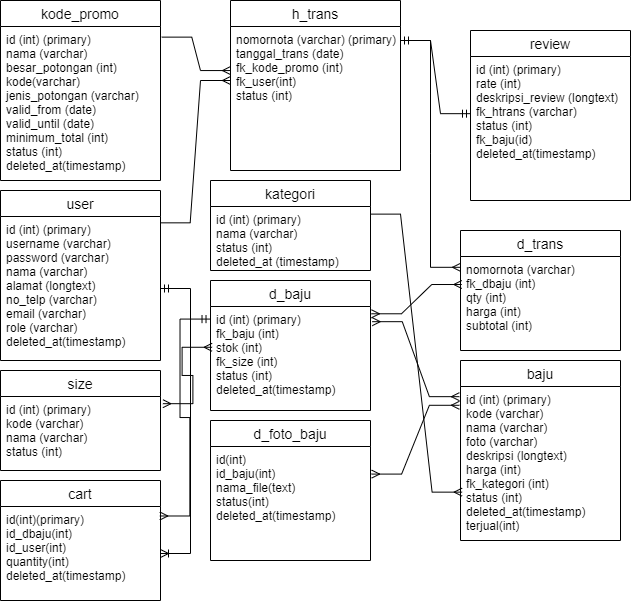 kode_promo
id (int) (primary)
nama (varchar)
besar_potongan (int)
kode(varchar)
jenis_potongan (varchar)
valid_from (date)
valid_until (date)
minimum_total (int)
status (int)
deleted_at(timestamp)
h_trans
nomornota (varchar) (primary)
tanggal_trans (date)
fk_kode_promo (int)
fk_user(int)
status (int)
review
id (int) (primary)
rate (int)
deskripsi_review (longtext)
fk_htrans (varchar)
status (int)
fk_baju(id)
deleted_at(timestamp)
user
id (int) (primary)
username (varchar)
password (varchar)
nama (varchar)
alamat (longtext)
no_telp (varchar)
email (varchar)
role (varchar)
deleted_at(timestamp)
kategori
id (int) (primary)
nama (varchar)
status (int)
deleted_at (timestamp)
d_trans
nomornota (varchar)
fk_dbaju (int)
qty (int)
harga (int)
subtotal (int)
d_baju
id (int) (primary)
fk_baju (int)
stok (int)
fk_size (int)
status (int)
deleted_at(timestamp)
size
id (int) (primary)
kode (varchar)
nama (varchar)
status (int)
baju
id (int) (primary)
kode (varchar)
nama (varchar)
foto (varchar)
deskripsi (longtext)
harga (int)
fk_kategori (int)
status (int)
deleted_at(timestamp)
terjual(int)
d_foto_baju
id(int)
id_baju(int)
nama_file(text)
status(int)
deleted_at(timestamp)
cart
id(int)(primary)
id_dbaju(int)
id_user(int)
quantity(int)
deleted_at(timestamp)